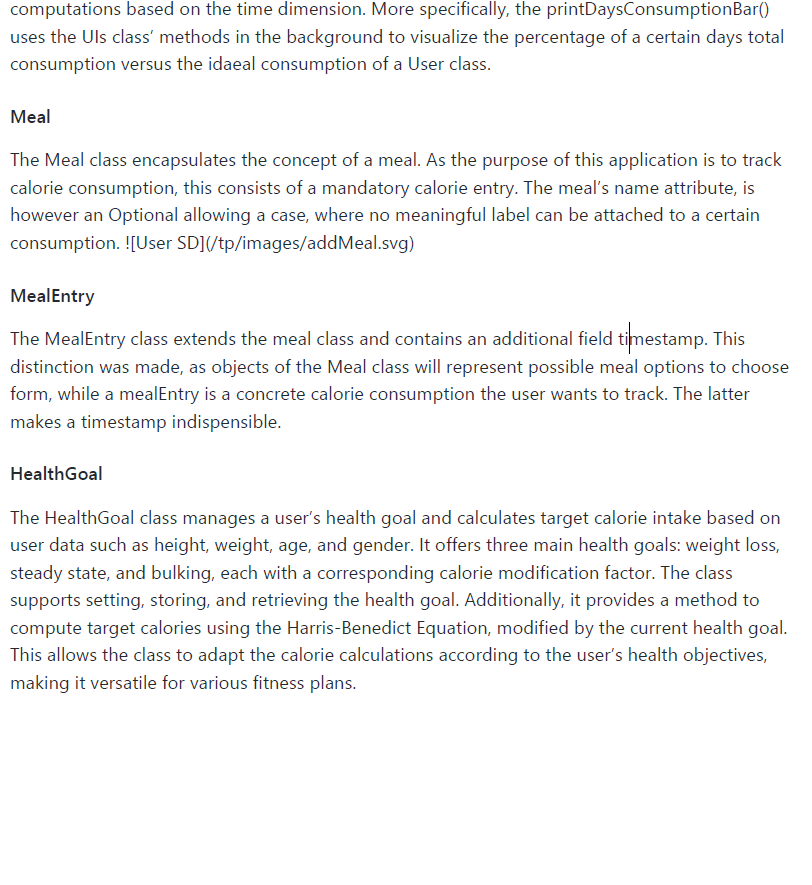 computations based on the time dimension. More specifically, the printDaysConsumptionBar()
uses the UIs class’ methods in the background to visualize the percentage of a certain days total
consumption versus the idaeal consumption of a User class.
Meal
The Meal class encapsulates the concept of a meal. As the purpose of this application is to track
calorie consumption, this consists of a mandatory calorie entry. The meal’s name attribute, is
however an Optional allowing a case, where no meaningful label can be attached to a certain
consumption. ![User SD](/tp/images/addMeal.svg)
MealEntry
The MealEntry class extends the meal class and contains an additional field timestamp. This
distinction was made, as objects of the Meal class will represent possible meal options to choose
form, while a mealEntry is a concrete calorie consumption the user wants to track. The latter
makes a timestamp indispensible.
HealthGoal
The HealthGoal class manages a user’s health goal and calculates target calorie intake based on
user data such as height, weight, age, and gender. It offers three main health goals: weight loss,
steady state, and bulking, each with a corresponding calorie modification factor. The class
supports setting, storing, and retrieving the health goal. Additionally, it provides a method to
compute target calories using the Harris-Benedict Equation, modified by the current health goal.
This allows the class to adapt the calorie calculations according to the user’s health objectives,
making it versatile for various fitness plans.